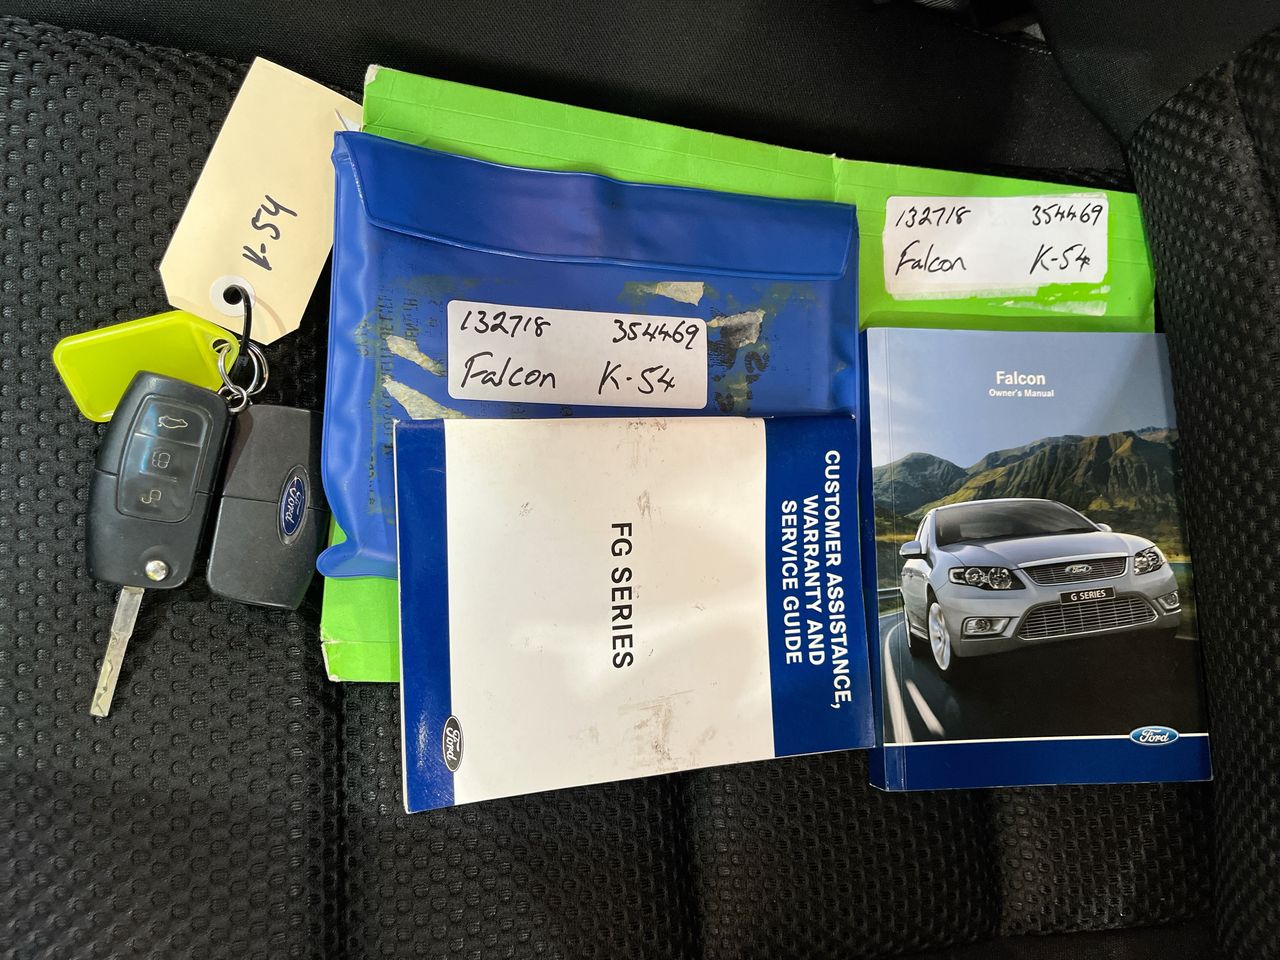 K-54
132718 354469
Falcon K-54
132718 354469
Falcon K-54
CUSTOMER ASSISTANCE,
WARRANTY AND
SERVICE GUIDE
FG SERIES
Ford
Falcon
Owner's Manual
Ford
G SERIES
Ford
Ford